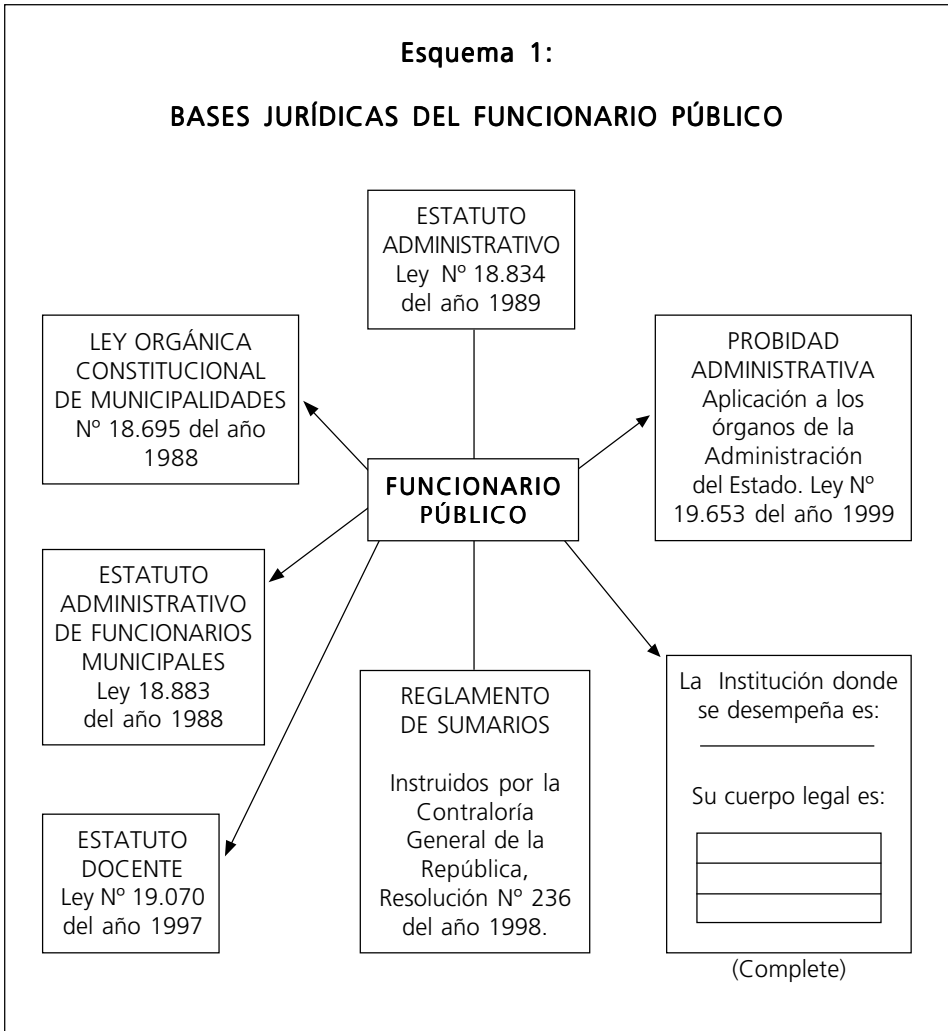 Esquema 1:
BASES JURÍDICAS DEL FUNCIONARIO PÚBLICO
ESTATUTO
ADMINISTRATIVO
Ley Nº 18.834
del año 1989
LEY ORGÁNICA
CONSTITUCIONAL
DE MUNICIPALIDADES
Nº 18.695 del año
1988
PROBIDAD
ADMINISTRATIVA
Aplicación a los
órganos de la
Administración
del Estado. Ley Nº
19.653 del año 1999
FUNCIONARIO
PÚBLICO
ESTATUTO
ADMINISTRATIVO
DE FUNCIONARIOS
MUNICIPALES
Ley 18.883
del año 1988
REGLAMENTO
DE SUMARIOS
Instruidos por la
Contraloría
General de la
República,
Resolución Nº 236
del año 1998.
La Institución donde
se desempeña es:
Su cuerpo legal es:
(Complete)
ESTATUTO
DOCENTE
Ley Nº 19.070
del año 1997